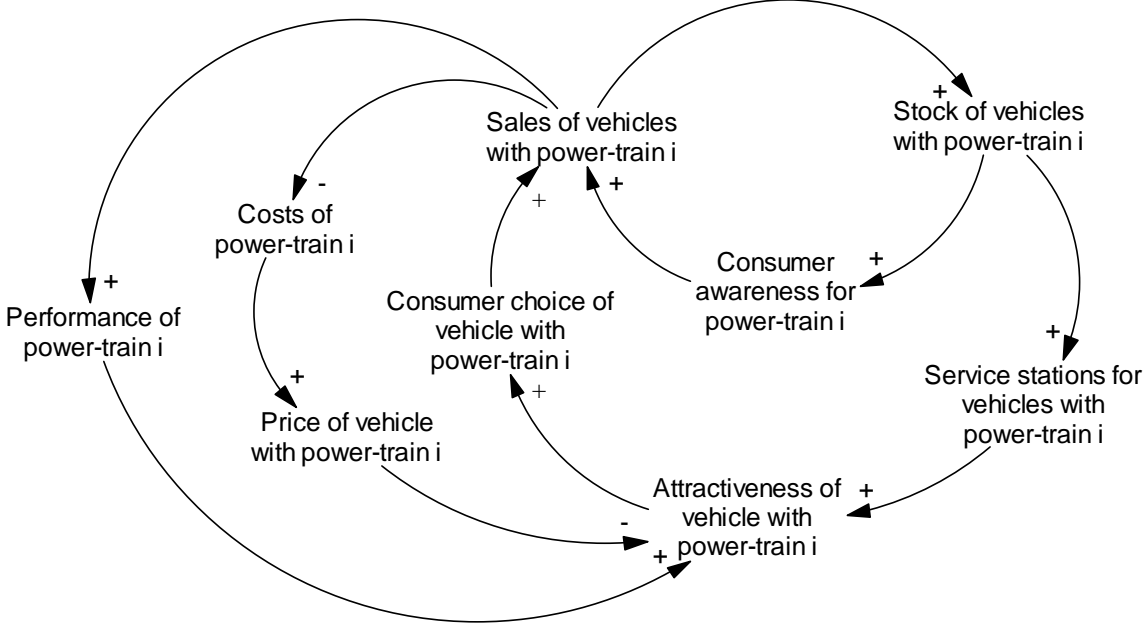 +
Sales of vehicles
with power-train i
+
Stock of vehicles
with power-train i
-
+
+
Costs of
power-train i
+
Consumer
awareness for
power-train i
+
Performance of
power-train i
Consumer choice of
vehicle with
power-train i
+
Service stations for
vehicles with
power-train i
+
+
Price of vehicle
with power-train i
Attractiveness of
vehicle with
power-train i
+
-
+